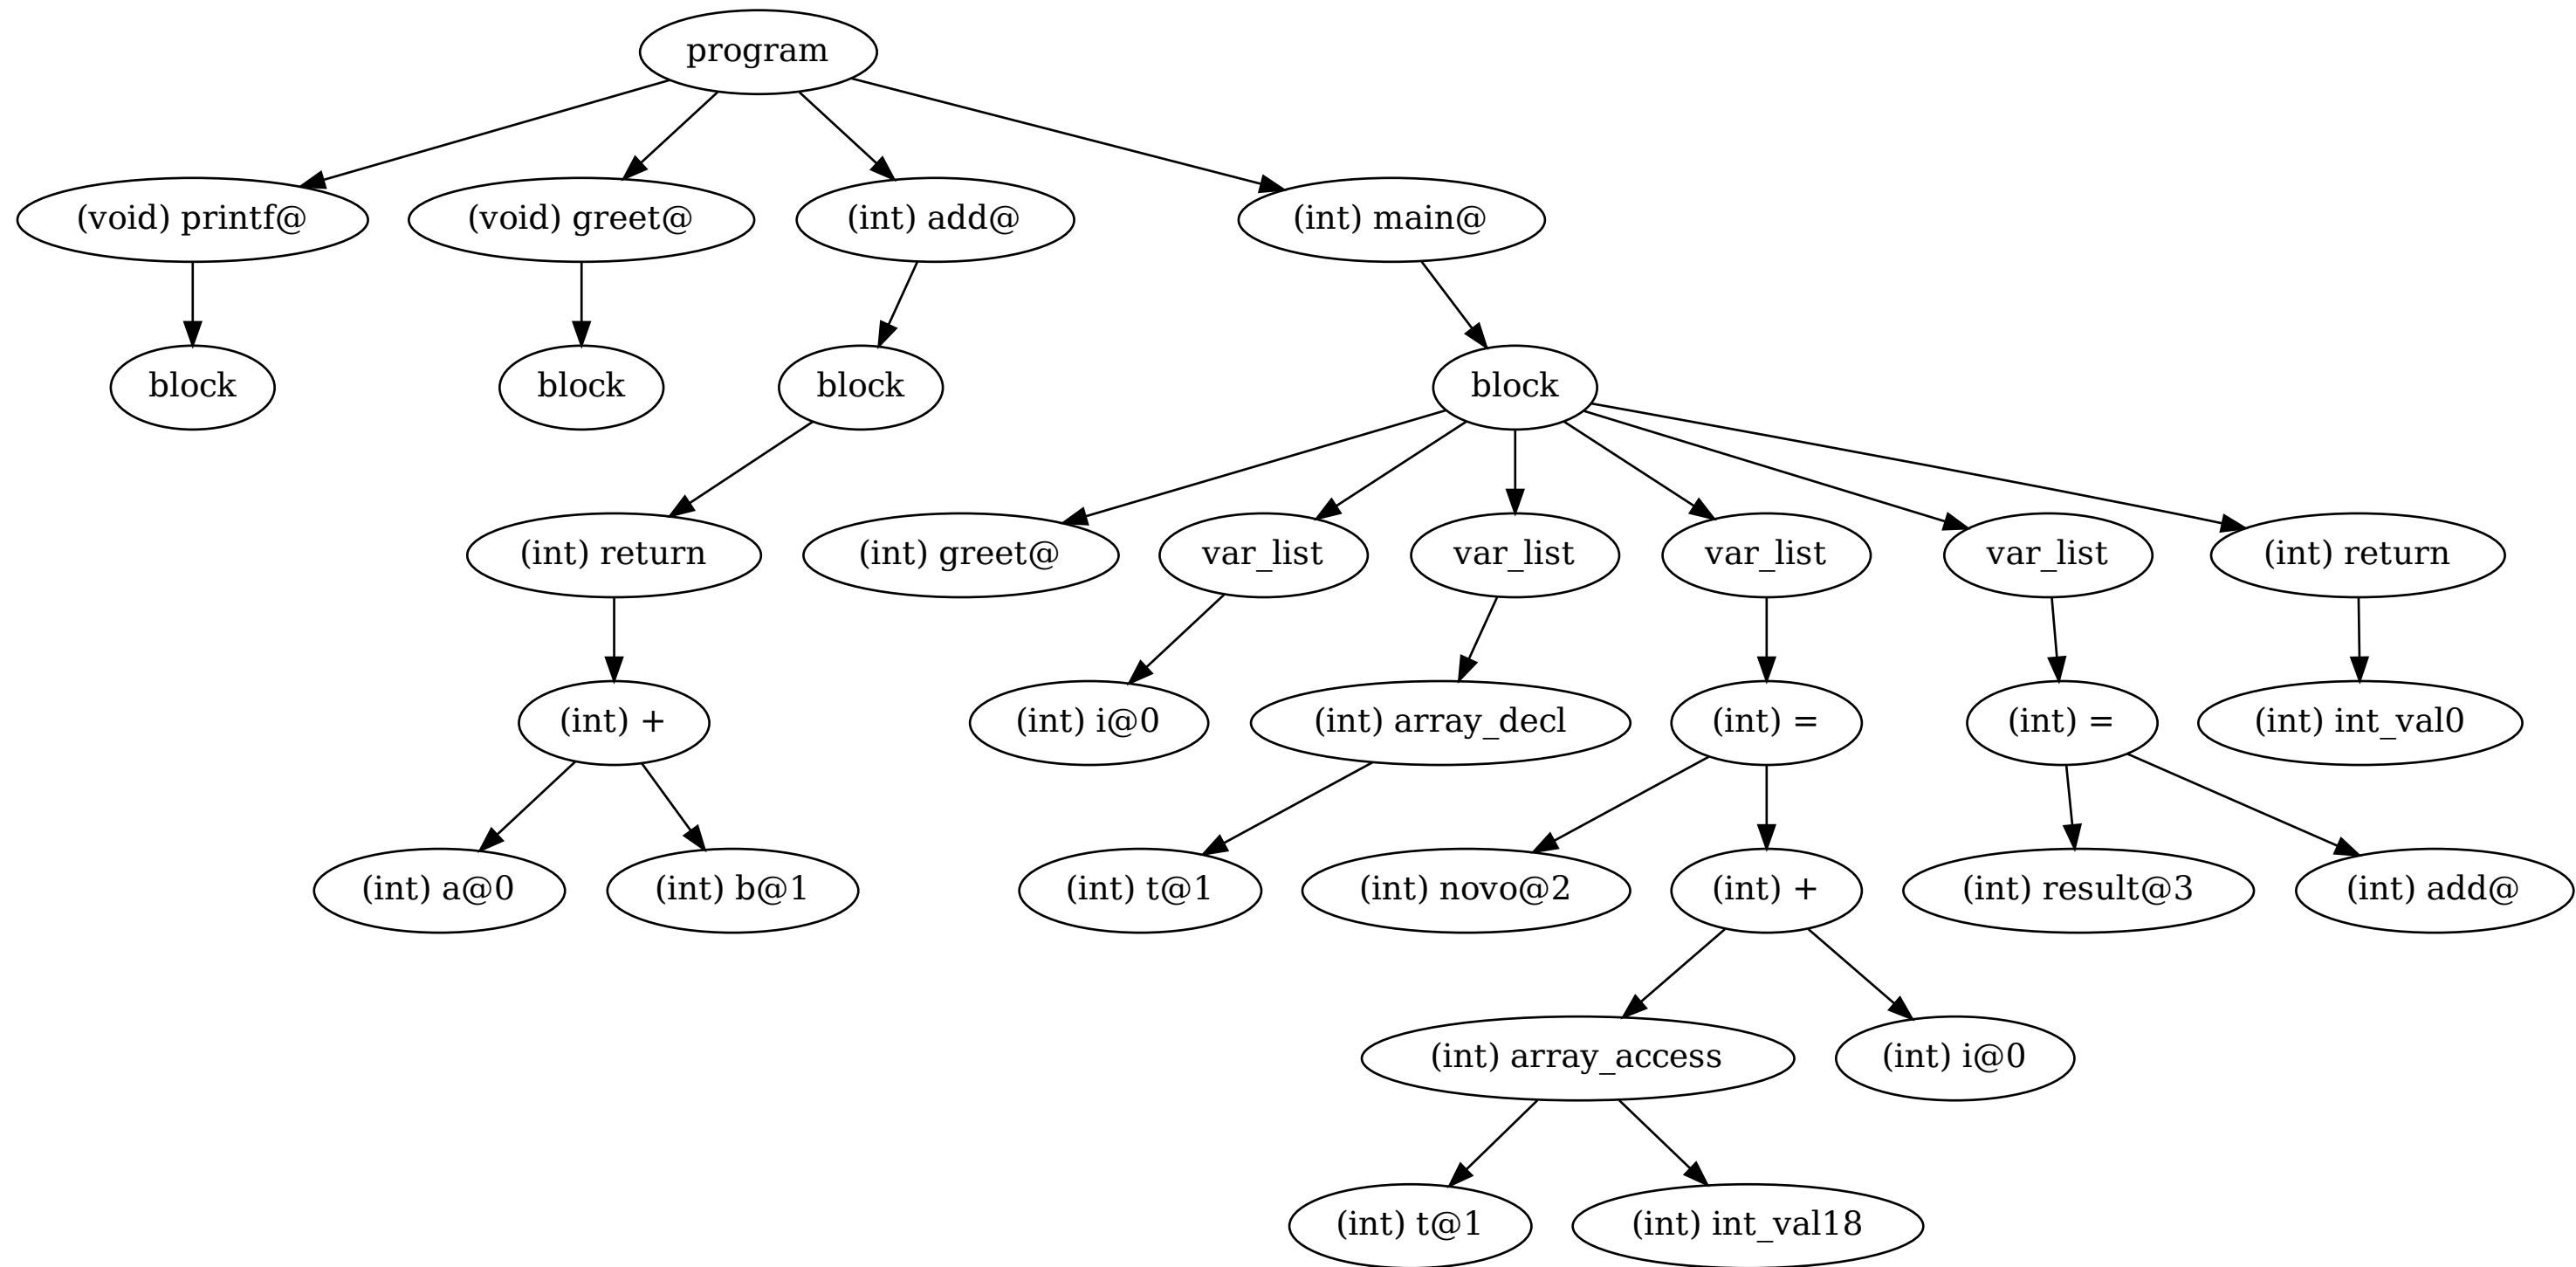 program
(void) printf@
(void) greet@
(int) add@
(int) main@
block
block
block
block
(int) return
(int) greet@
var_list
var_list
var_list
var_list
(int) return
(int) +
(int) i@0
(int) array_decl
(int) =
(int) =
(int) int_val0
(int) a@0
(int) b@1
(int) t@1
(int) novo@2
(int) +
(int) result@3
(int) add@
(int) array_access
(int) i@0
(int) t@1
(int) int_val18